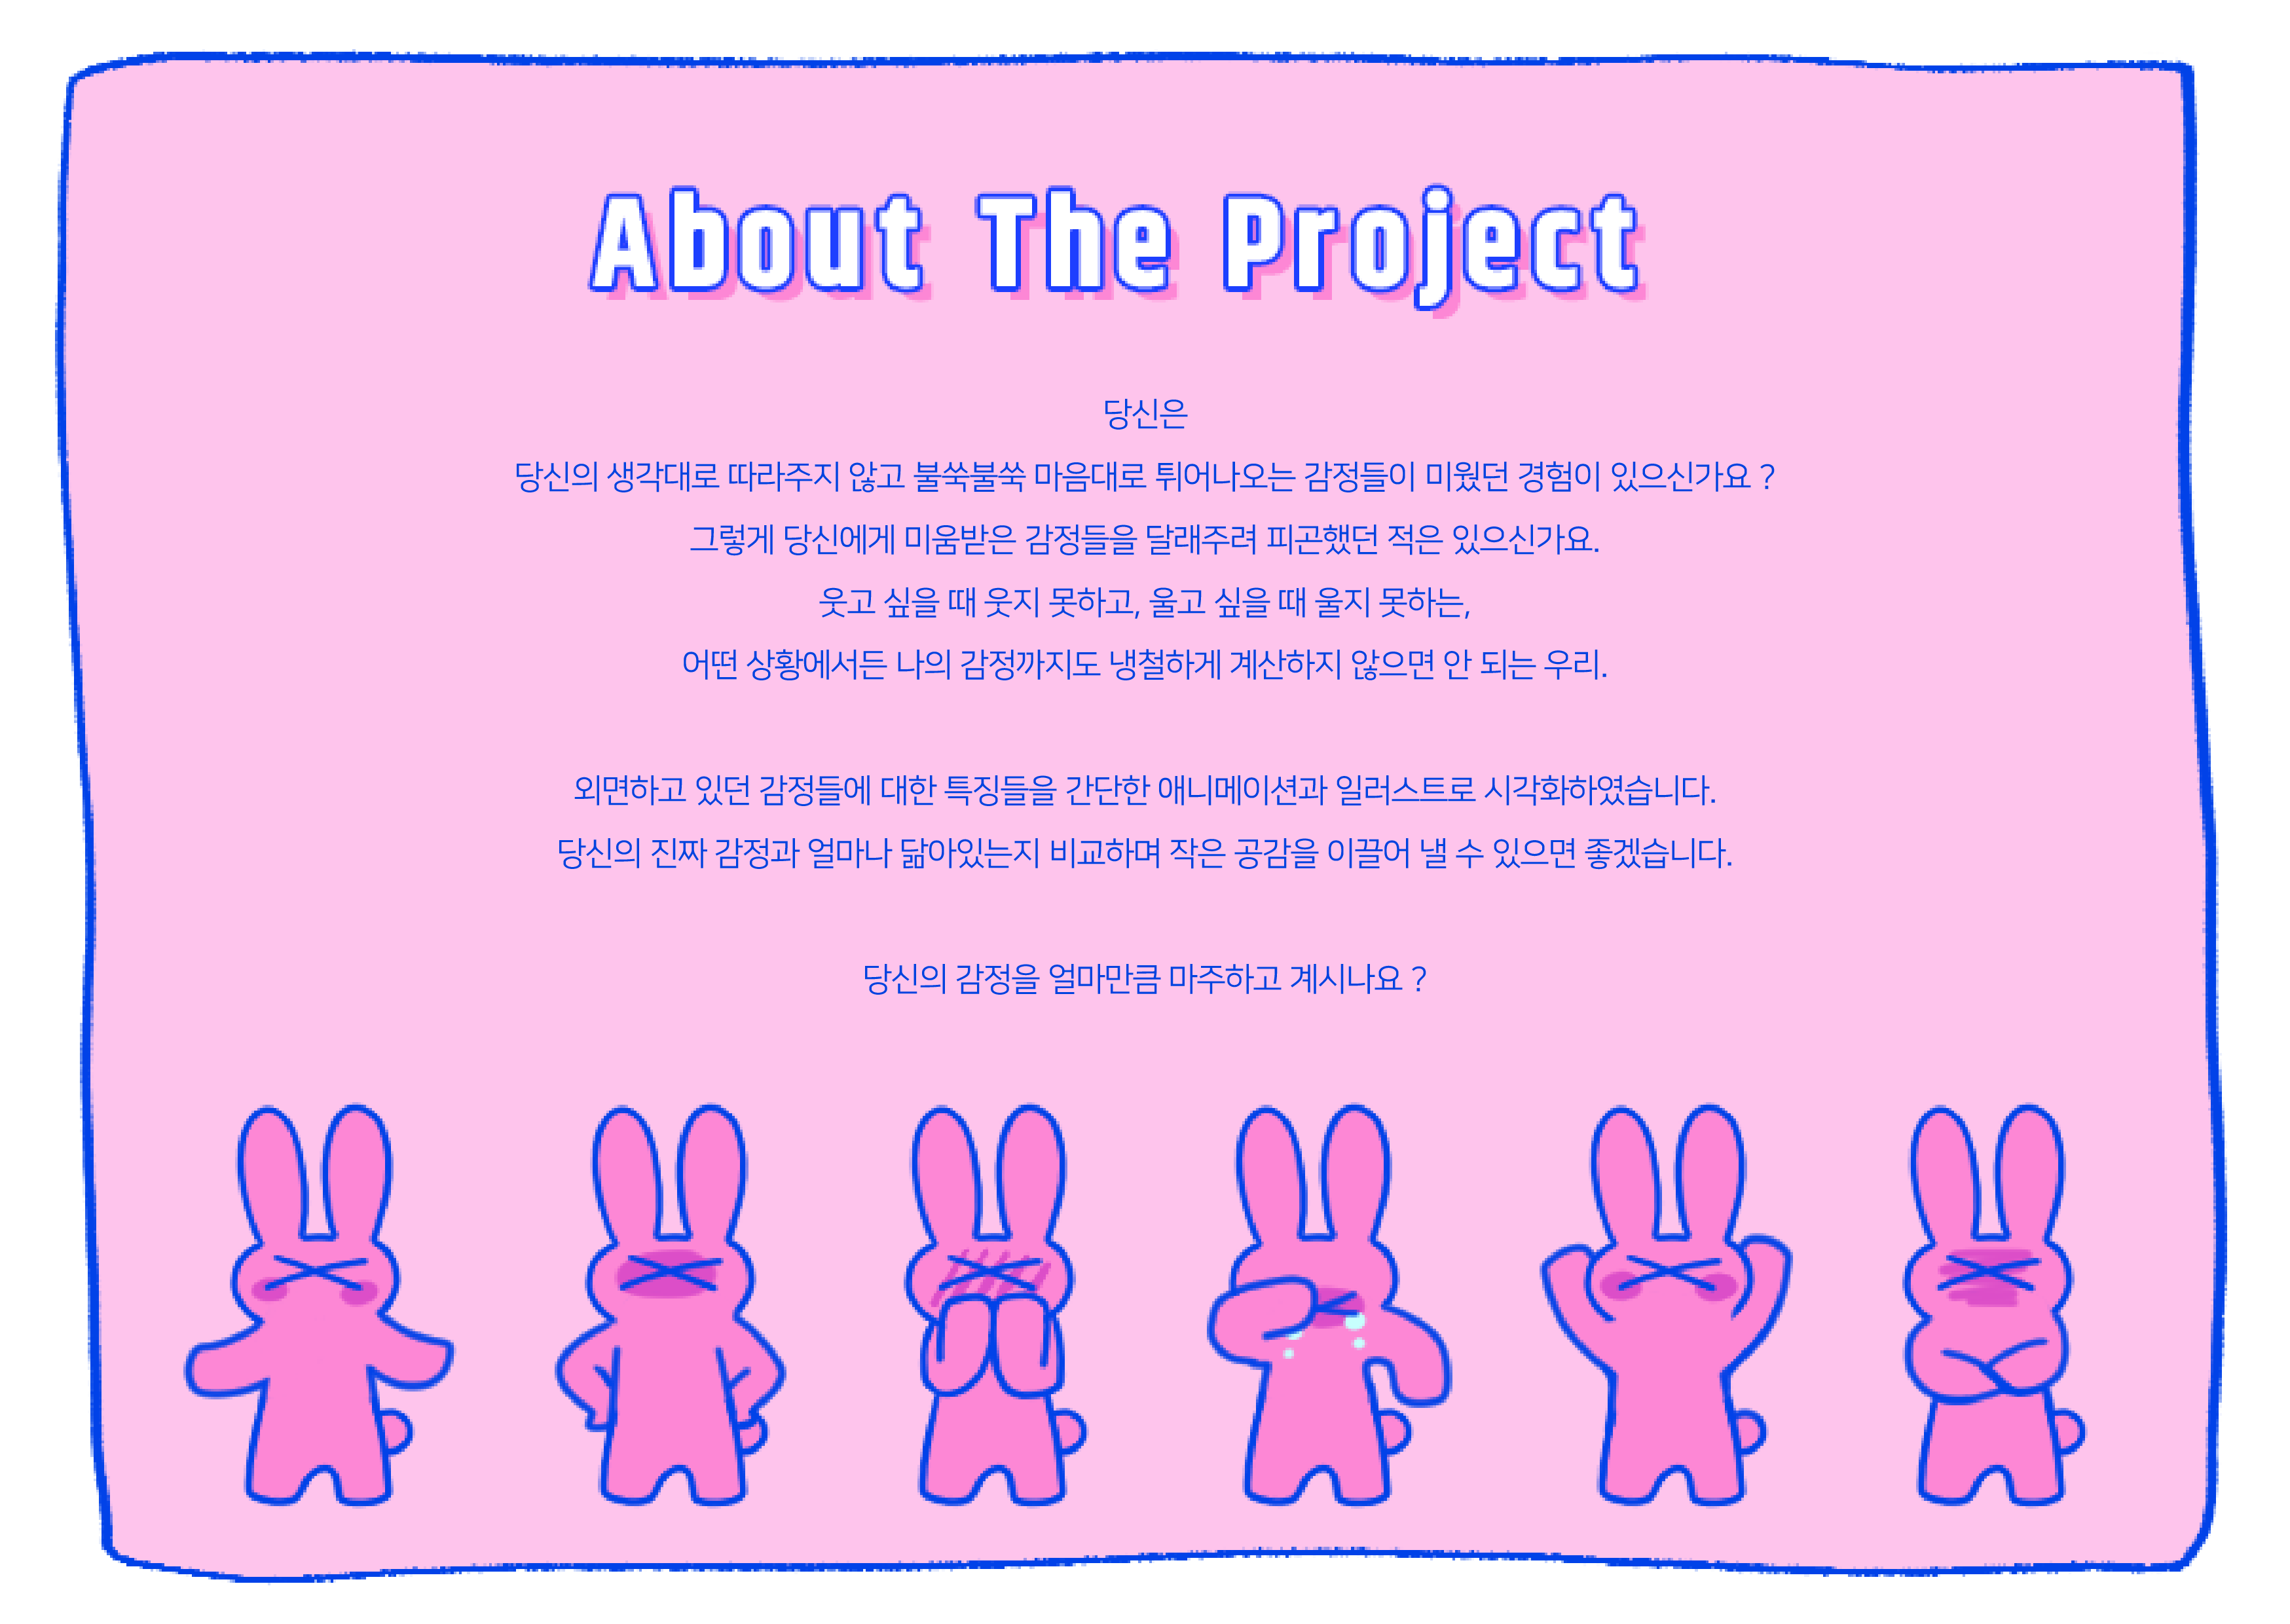 About The Project
당신은
당신의 생각대로 따라주지 않고 불쑥불쑥 마음대로 튀어나오는 감정들이 미웠던 경험이 있으신가요 ?
그렇게 당신에게 미움받은 감정들을 달래주려 피곤했던 적은 있으신가요.
웃고 싶을 때 웃지 못하고, 울고 싶을 때 울지 못하는,
어떤 상황에서든 나의 감정까지도 냉철하게 계산하지 않으면 안 되는 우리.
외면하고 있던 감정들에 대한 특징들을 간단한 애니메이션과 일러스트로 시각화하였습니다.
당신의 진짜 감정과 얼마나 닮아있는지 비교하며 작은 공감을 이끌어 낼 수 있으면 좋겠습니다.
당신의 감정을 얼마만큼 마주하고 계시나요 ?